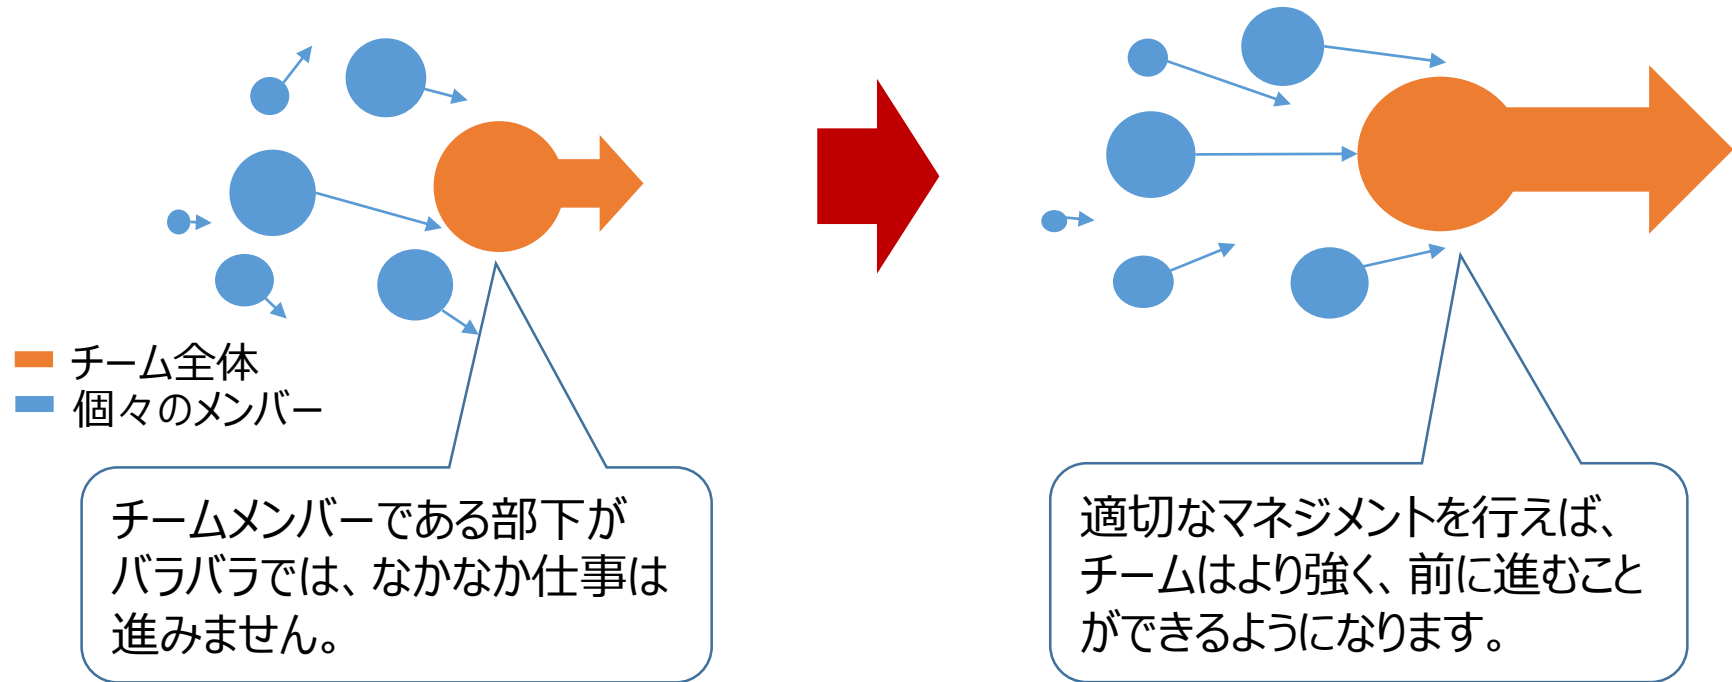 チーム全体
個々のメンバー
チームメンバーである部下が
バラバラでは、なかなか仕事は
進みません。
適切なマネジメントを行えば、
チームはより強く、前に進むこと
ができるようになります。